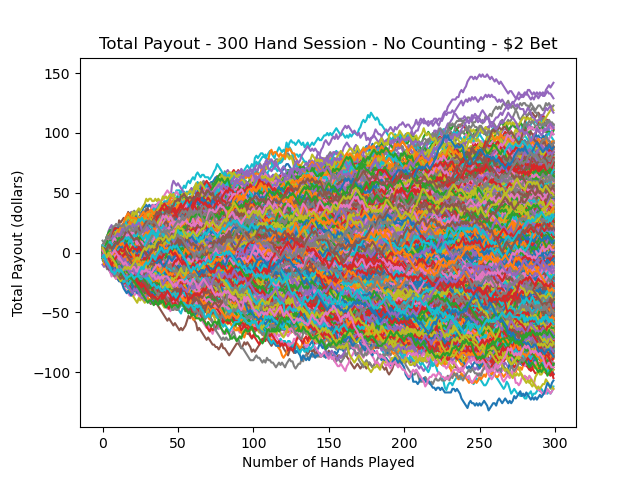 Total Payout - 300 Hand Session - No Counting - $2 Bet
150
100
50
0
−50
−100
Total Payout (dollars)
0 50 100 150 200 250 300
Number of Hands Played